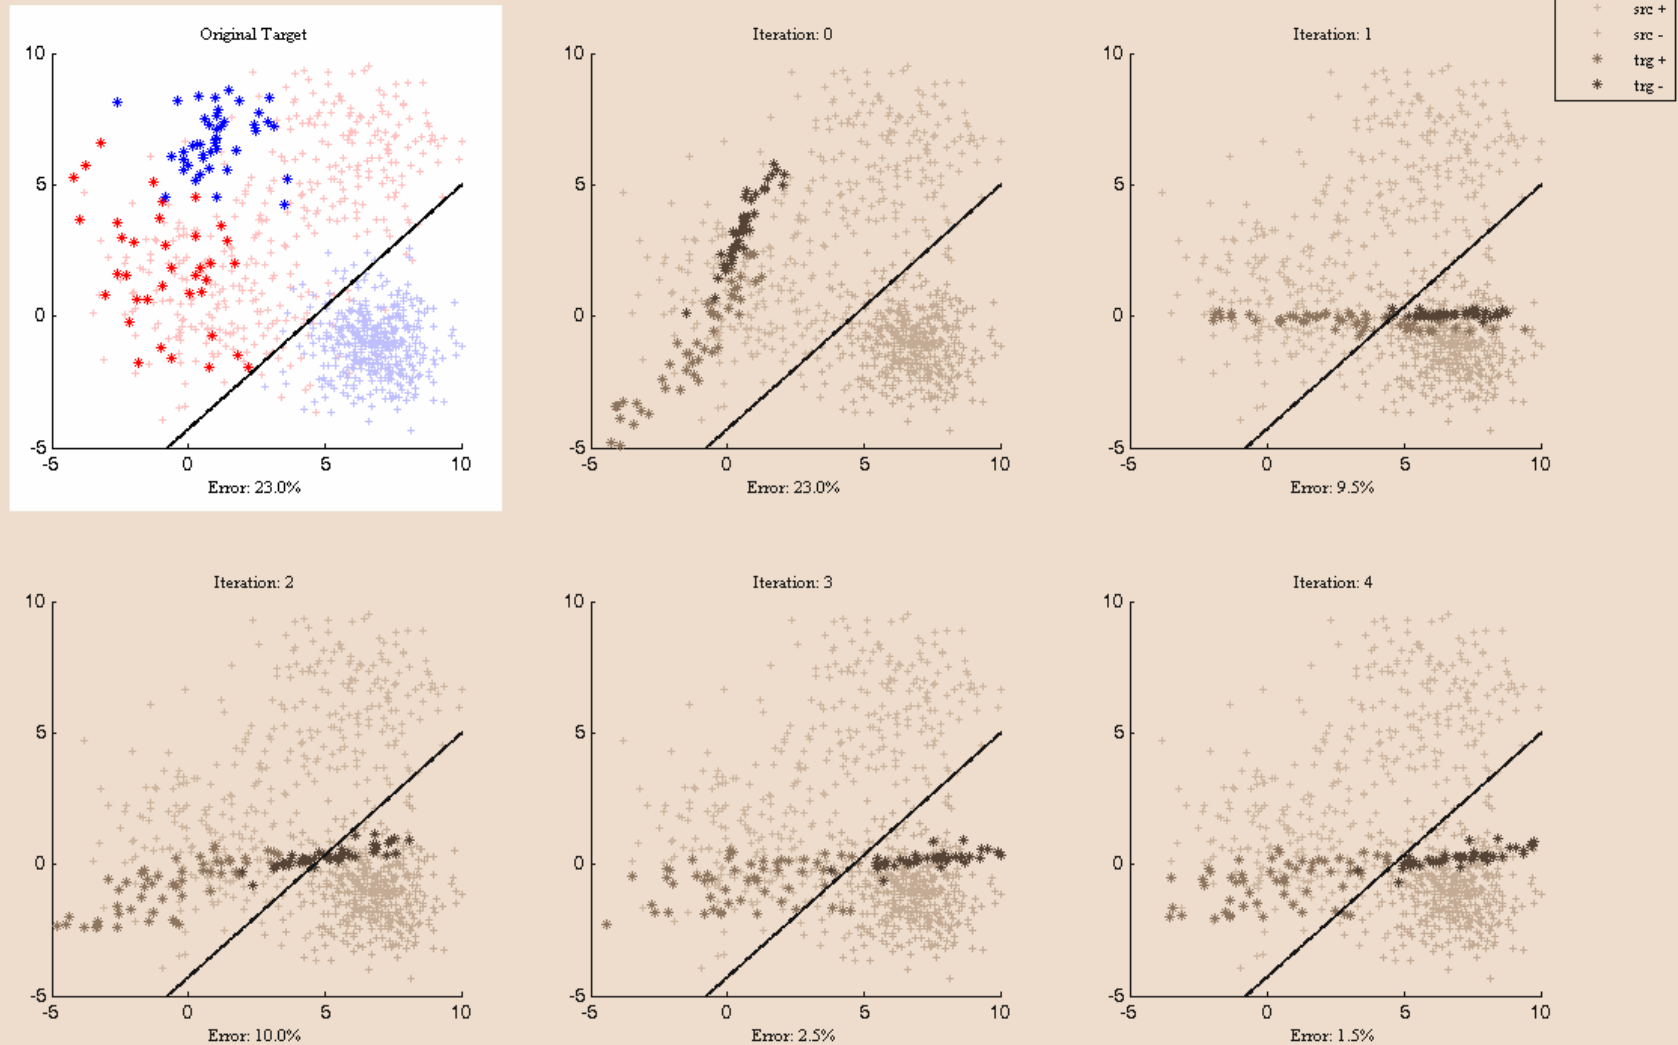 src +
src -
trg +
trg -
Original Target
10
5
0
-5
-5 0 5 10
Error: 23.0%
Iteration: 0
10
5
0
-5
-5 0 5 10
Error: 23.0%
Iteration: 1
10
5
0
-5
-5 0 5 10
Error: 9.5%
Iteration: 2
10
5
0
-5
-5 0 5 10
Error: 10.0%
Iteration: 3
10
5
0
-5
-5 0 5 10
Error: 2.5%
Iteration: 4
10
5
0
-5
-5 0 5 10
Error: 1.5%